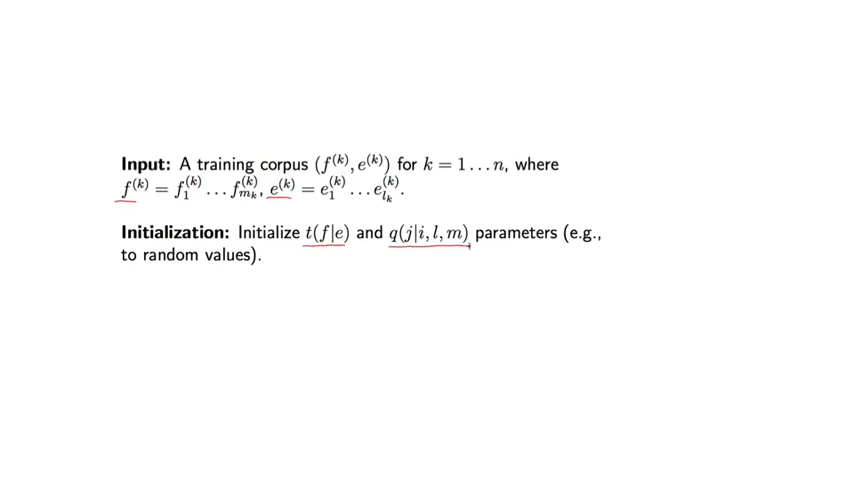 Input: A training corpus (f^(k), e^(k)) for k = 1 … n, where
f^(k) = f_1^(k) … f_{m_k}^(k), e^(k) = e_1^(k) … e_{l_k}^(k).
Initialization: Initialize t(f|e) and q(j|i, l, m) parameters (e.g.,
to random values).